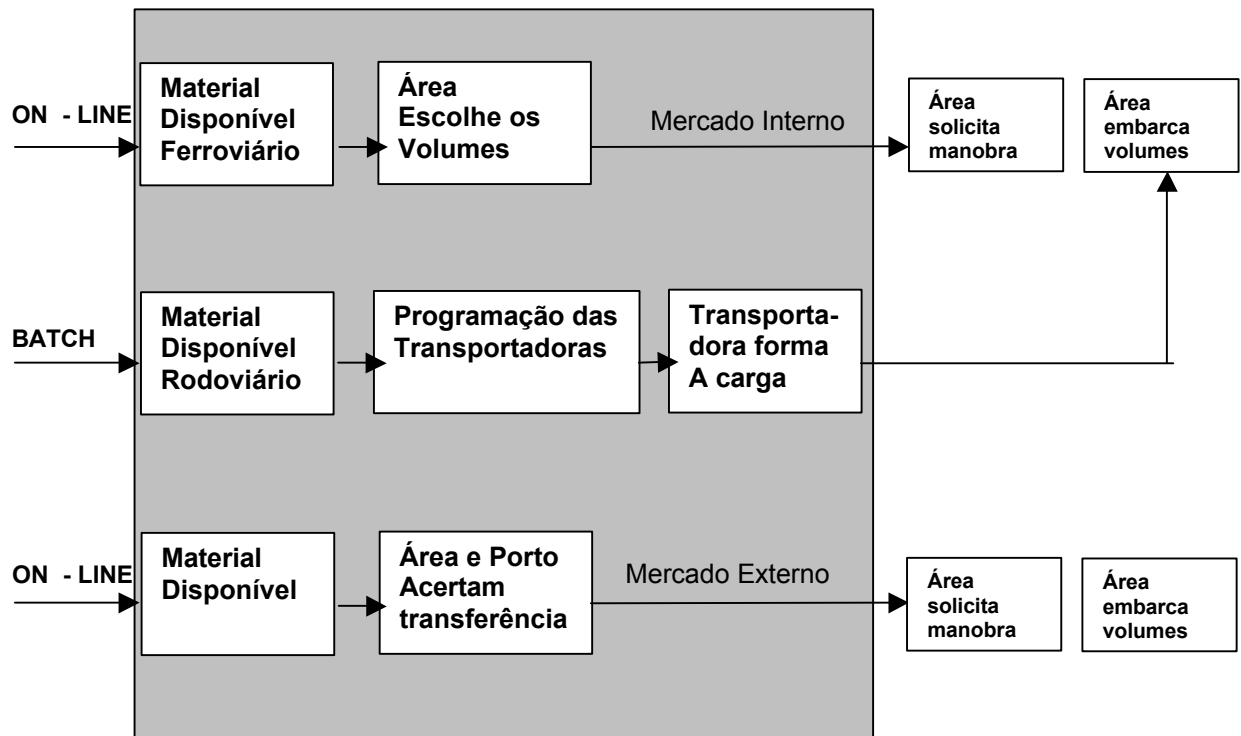 ON - LINE
Material
Disponível
Ferroviário
Área
Escolhe os
Volumes
Mercado Interno
Área
solicita
manobra
Área
embarca
volumes
BATCH
Material
Disponível
Rodoviário
Programação das
Transportadoras
Transporta-
dora forma
A carga
ON - LINE
Material
Disponível
Área e Porto
Acertam
transferência
Mercado Externo
Área
solicita
manobra
Área
embarca
volumes